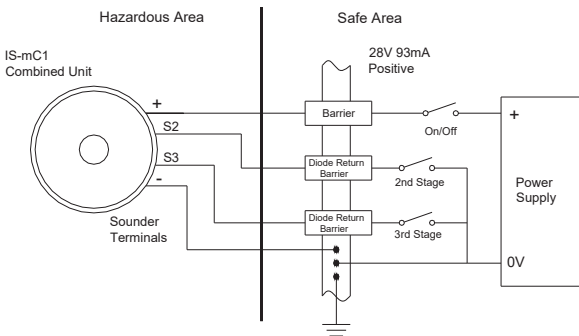 Hazardous Area
Safe Area
IS-mC1
Combined Unit
28V 93mA
Positive
+
Barrier
On/Off
+
S2
Diode Return
Barrier
2nd Stage
S3
Power
Supply
-
Diode Return
Barrier
3rd Stage
Sounder
Terminals
0V